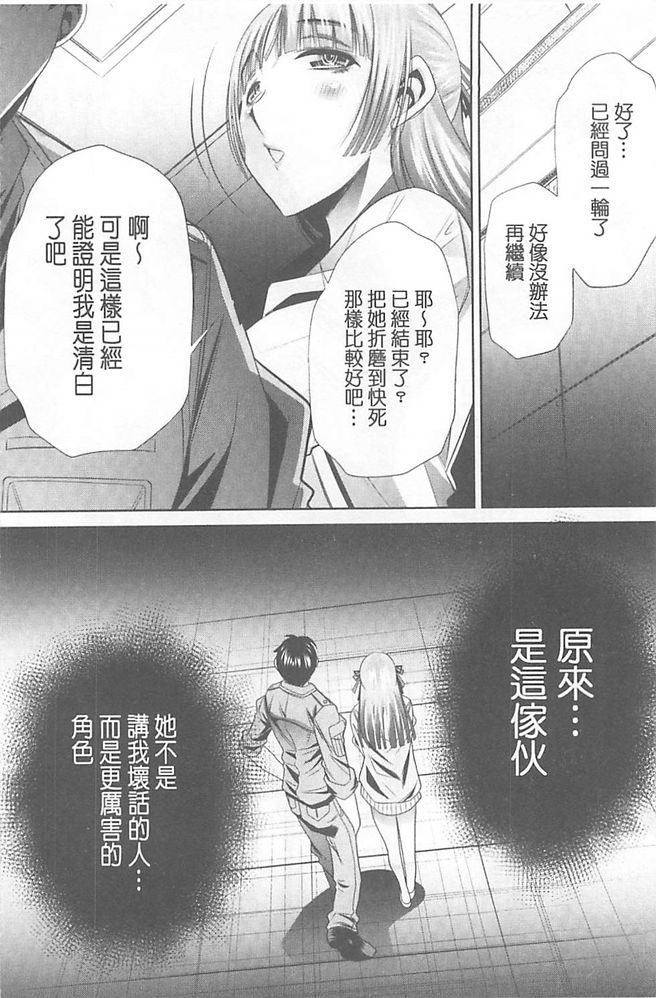 好了…
已經問過一輪了
好像沒辦法
再繼續
耶～耶？
已經結束了？
把她折磨到快死
那樣比較好吧…
啊～
可是這樣已經
能證明我是清白
了吧
原來…
是這傢伙
她不是
講我壞話的人…
而是更厲害的
角色